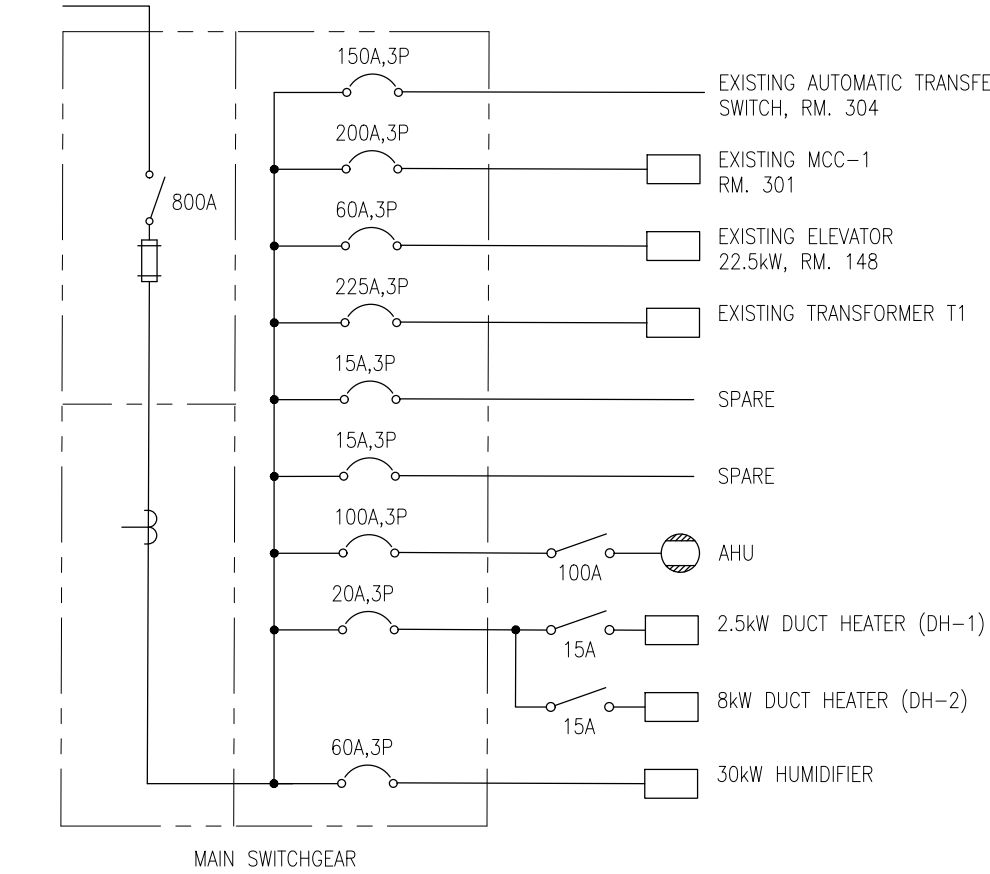 150A,3P
EXISTING AUTOMATIC TRANSFE
SWITCH, RM. 304
200A,3P
EXISTING MCC-1
RM. 301
800A
60A,3P
EXISTING ELEVATOR
22.5kW, RM. 148
225A,3P
EXISTING TRANSFORMER T1
15A,3P
SPARE
15A,3P
SPARE
100A,3P
100A
AHU
20A,3P
15A
2.5kW DUCT HEATER (DH-1)
15A
8kW DUCT HEATER (DH-2)
60A,3P
30kW HUMIDIFIER
MAIN SWITCHGEAR